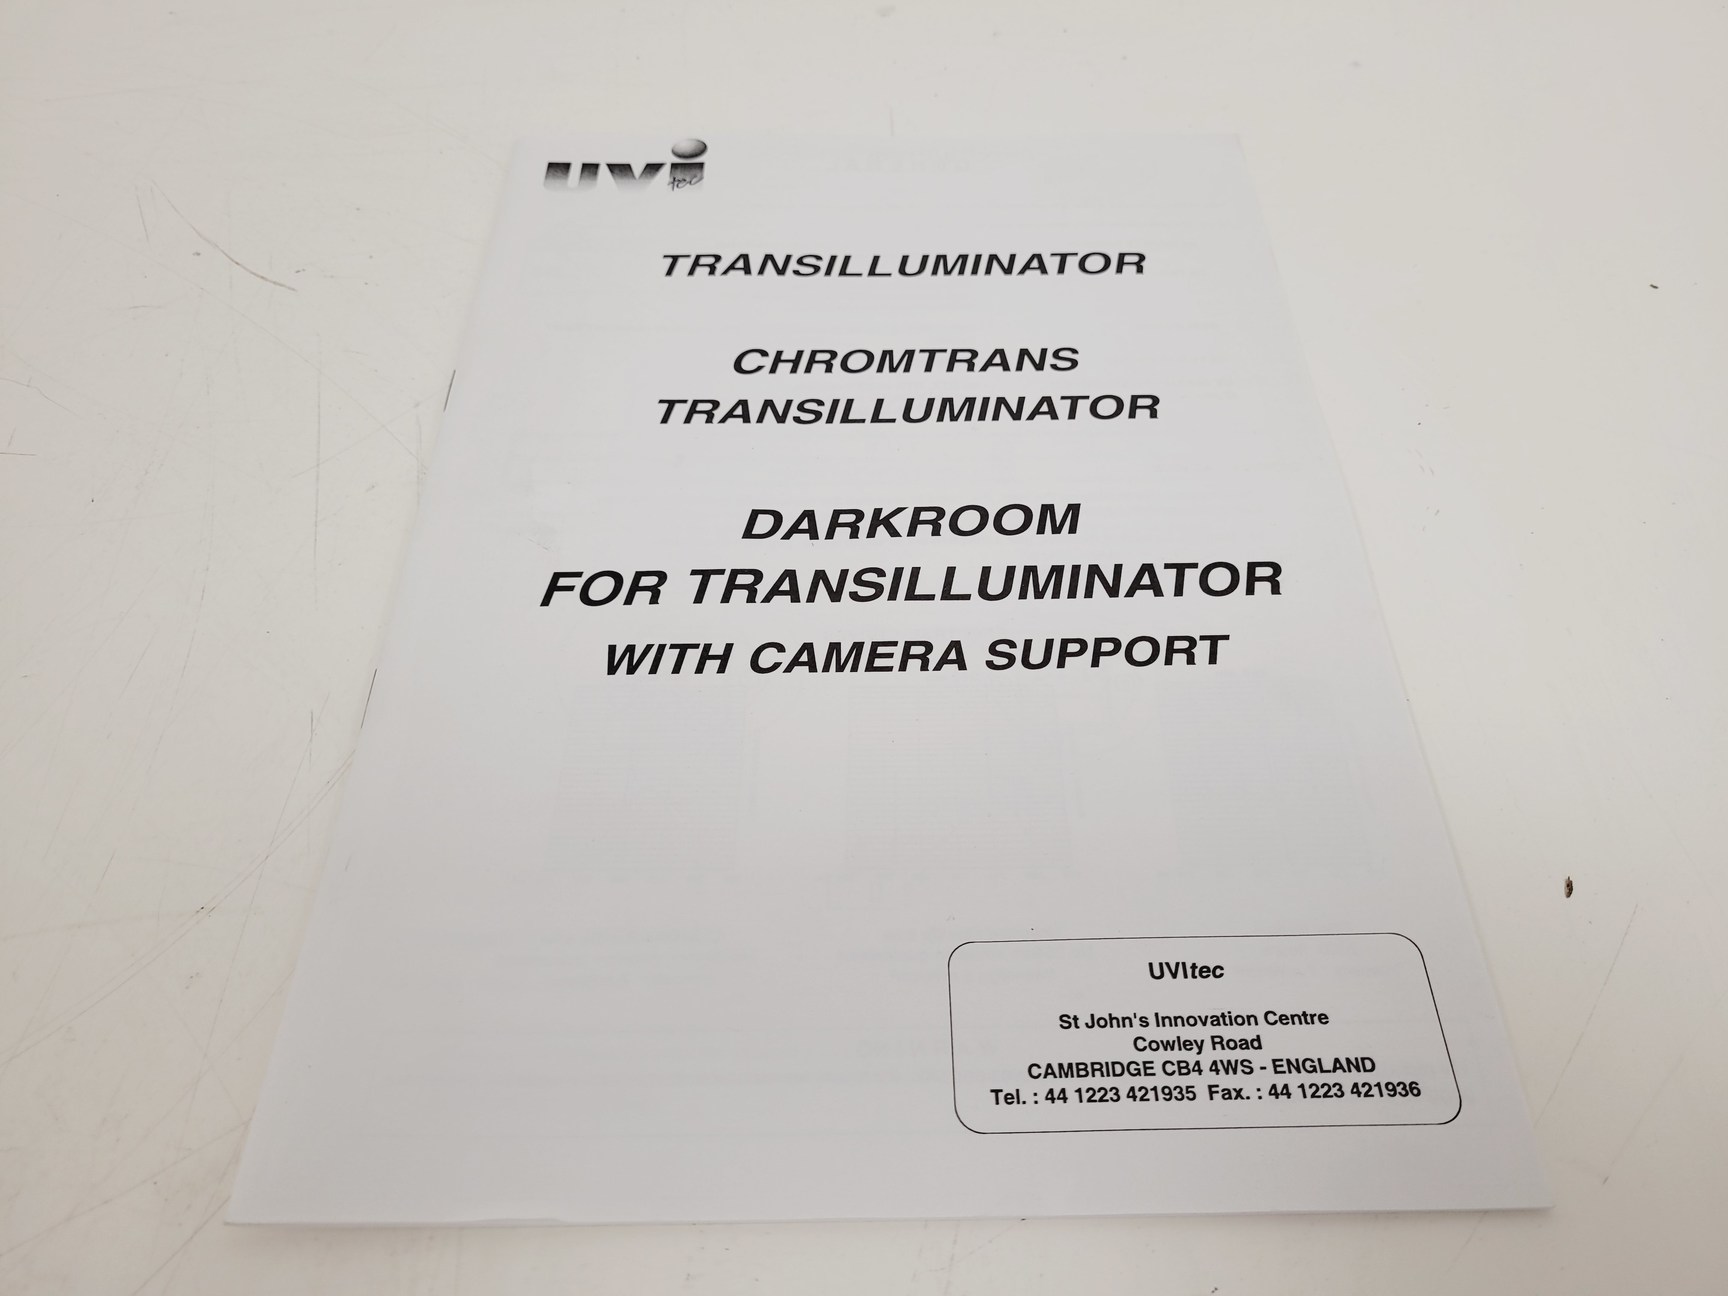 uvi
tec
TRANSILLUMINATOR
CHROMTRANS
TRANSILLUMINATOR
DARKROOM
FOR TRANSILLUMINATOR
WITH CAMERA SUPPORT
UVItec
St John's Innovation Centre
Cowley Road
CAMBRIDGE CB4 4WS - ENGLAND
Tel. : 44 1223 421935 Fax. : 44 1223 421936